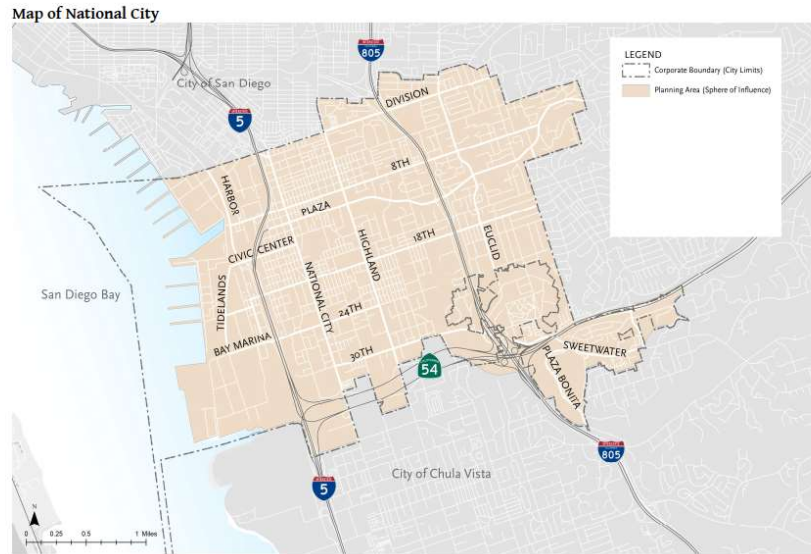 Map of National City
INTERSTATE
805
LEGEND
Corporate Boundary (City Limits)
Planning Area (Sphere of Influence)
City of San Diego
5
DIVISION
8TH
HARBOR
PLAZA
CIVIC CENTER
HIGHLAND
18TH
EUCLID
NATIONAL CITY
TIDELANDS
San Diego Bay
24TH
BAY MARINA
30TH
54
SWEETWATER
PLAZA BONITA
805
City of Chula Vista
5
N
0 0.25 0.5 1 Miles